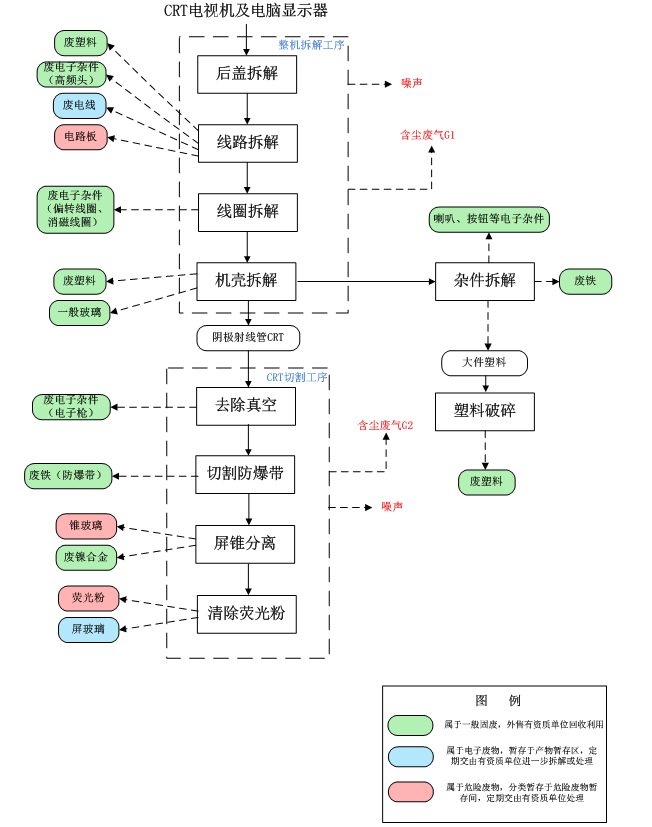 CRT电视机及电脑显示器
整机拆解工序
废塑料
后盖拆解
废电子杂件
（高频头）
噪声
废电线
电路板
线路拆解
含尘废气G1
废电子杂件
（偏转线圈、
消磁线圈）
线圈拆解
喇叭、按钮等电子杂件
废塑料
机壳拆解
杂件拆解
废铁
一般玻璃
阴极射线管CRT
大件塑料
CRT切割工序
废电子杂件
（电子枪）
去除真空
塑料破碎
含尘废气G2
废铁（防爆带）
切割防爆带
废塑料
噪声
锥玻璃
屏锥分离
废镍合金
荧光粉
清除荧光粉
屏玻璃
图 例
属于一般固废，外售有资质单位回收利用
属于电子废物，暂存于产物暂存区，定
期交由有资质单位进一步拆解或处理
属于危险废物，分类暂存于危险废物暂
存间，定期交由有资质单位处理